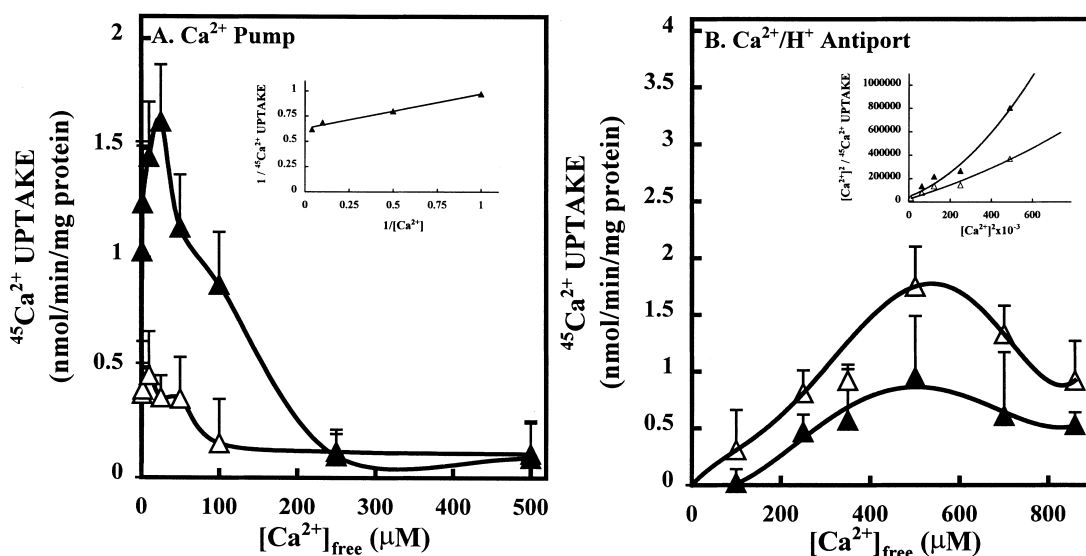 A. Ca²⁺ Pump
⁴⁵Ca²⁺ UPTAKE
(nmol/min/mg protein)
2
1.5
1
0.5
0
0 100 200 300 400 500
[Ca²⁺]free (μM)
1 / ⁴⁵Ca²⁺ UPTAKE
1
0.75
0.5
0.25
0
0 0.25 0.5 0.75 1
1/[Ca²⁺]
B. Ca²⁺/H⁺ Antiport
⁴⁵Ca²⁺ UPTAKE
(nmol/min/mg protein)
4
3.5
3
2.5
2
1.5
1
0.5
0
0 200 400 600 800
[Ca²⁺]free (μM)
[Ca²⁺]² / ⁴⁵Ca²⁺ UPTAKE
1000000
800000
600000
400000
200000
0
0 200 400 600
[Ca²⁺]²x10⁻³